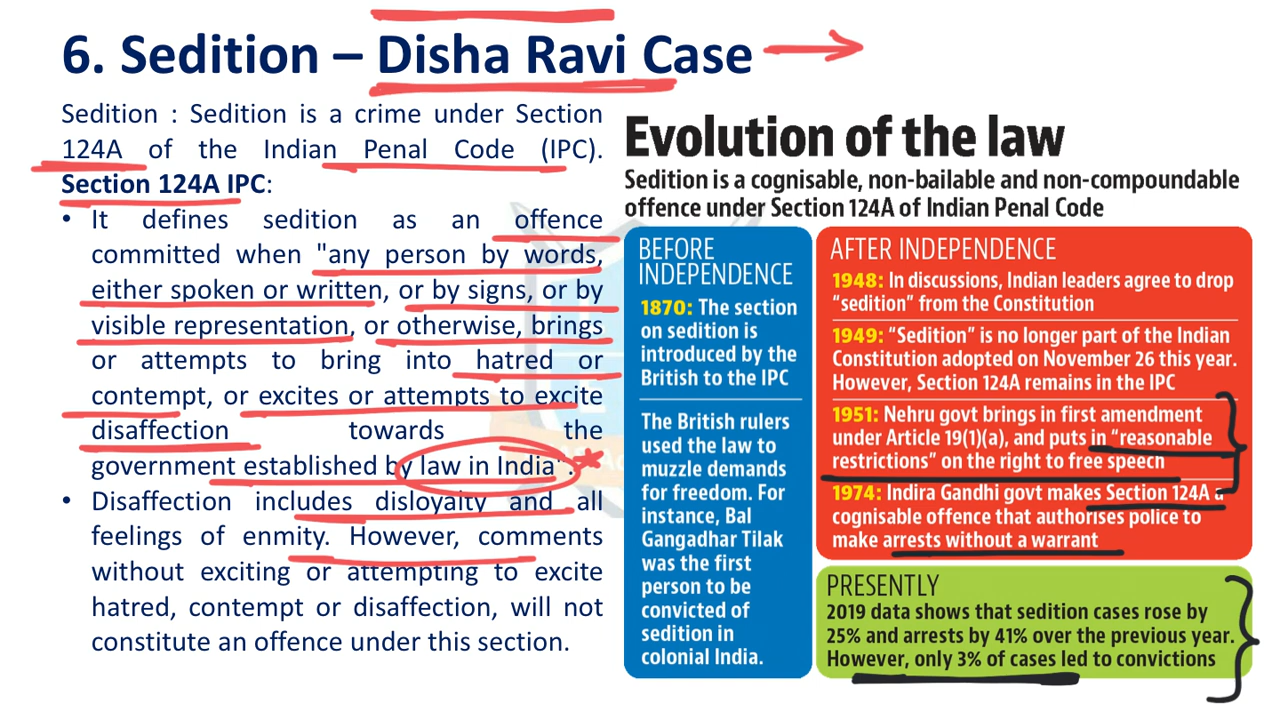 6. Sedition – Disha Ravi Case
Sedition : Sedition is a crime under Section
124A of the Indian Penal Code (IPC).
Section 124A IPC:
• It defines sedition as an offence
committed when "any person by words,
either spoken or written, or by signs, or by
visible representation, or otherwise, brings
or attempts to bring into hatred or
contempt, or excites or attempts to excite
disaffection towards the
government established by law in India".
• Disaffection includes disloyalty and all
feelings of enmity. However, comments
without exciting or attempting to excite
hatred, contempt or disaffection, will not
constitute an offence under this section.
Evolution of the law
Sedition is a cognisable, non-bailable and non-compoundable
offence under Section 124A of Indian Penal Code
BEFORE
INDEPENDENCE
1870: The section
on sedition is
introduced by the
British to the IPC
The British rulers
used the law to
muzzle demands
for freedom. For
instance, Bal
Gangadhar Tilak
was the first
person to be
convicted of
sedition in
colonial India.
AFTER INDEPENDENCE
1948: In discussions, Indian leaders agree to drop
“sedition” from the Constitution
1949: “Sedition” is no longer part of the Indian
Constitution adopted on November 26 this year.
However, Section 124A remains in the IPC
1951: Nehru govt brings in first amendment
under Article 19(1)(a), and puts in “reasonable
restrictions” on the right to free speech
1974: Indira Gandhi govt makes Section 124A a
cognisable offence that authorises police to
make arrests without a warrant
PRESENTLY
2019 data shows that sedition cases rose by
25% and arrests by 41% over the previous year.
However, only 3% of cases led to convictions